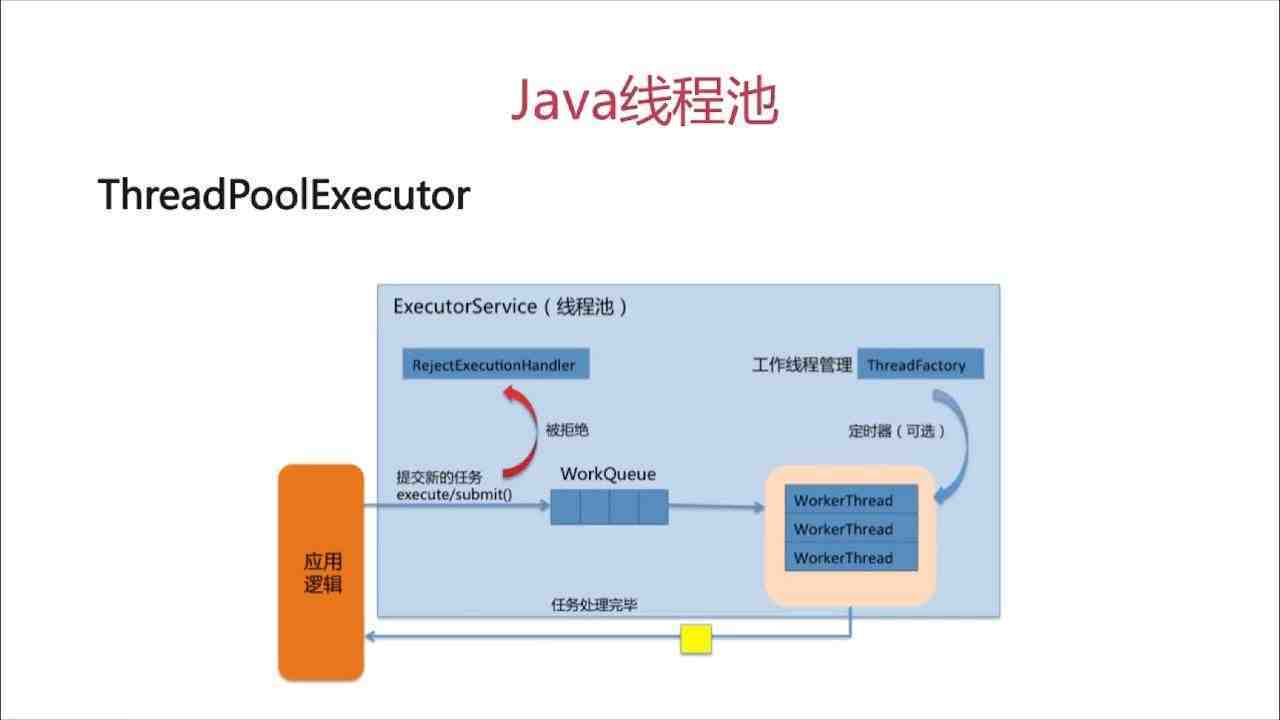 Java线程池
ThreadPoolExecutor
ExecutorService（线程池）
RejectExecutionHandler
工作线程管理
ThreadFactory
被拒绝
定时器（可选）
提交新的任务
execute/submit()
WorkQueue
WorkerThread
WorkerThread
WorkerThread
应用
逻辑
任务处理完毕